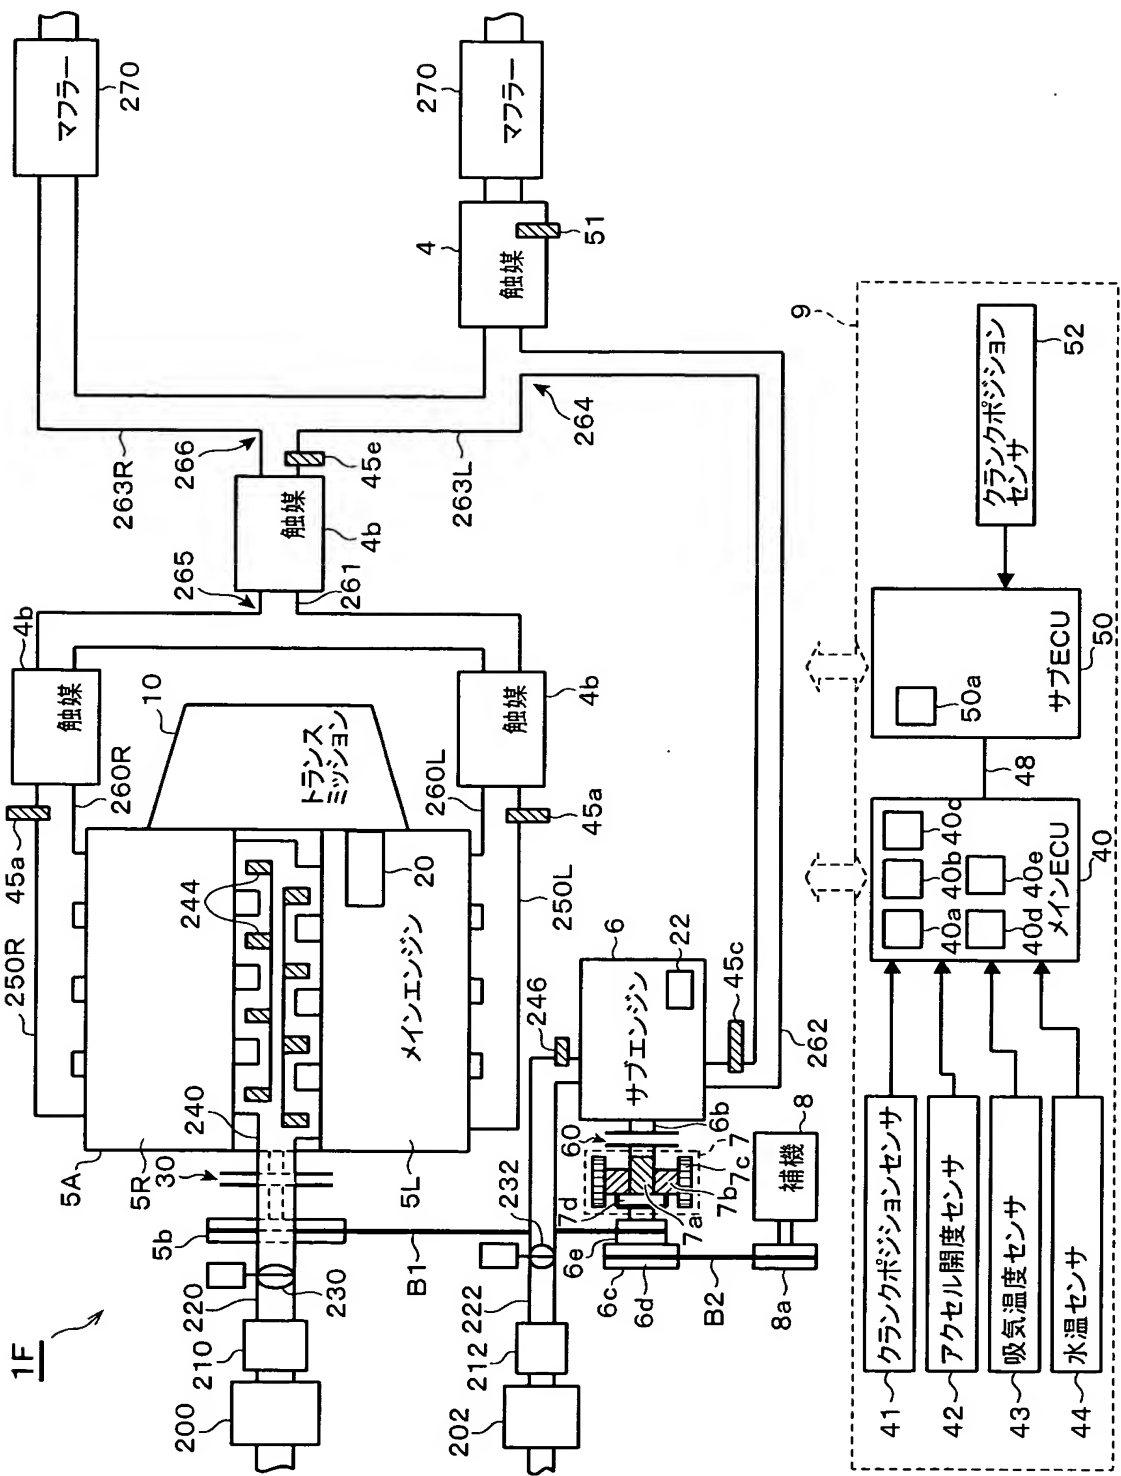 1F
200
210
220
230
5b
30
240
5A
5R
250R
45a
260R
4b
触媒
244
メインエンジン
5L
20
トランス
ミッション
10
250L
45a
260L
触媒
4b
265
261
触媒
4b
266
45e
263R
263L
マフラー
270
264
触媒
4
51
マフラー
270
202
212
222
232
B1
246
サブエンジン
6
22
45c
262
60
6b
7
7a
7b
7c
7d
6e
6c
6d
B2
8a
補機
8
9
クランクポジションセンサ
41
アクセル開度センサ
42
吸気温度センサ
43
水温センサ
44
40a
40b
40c
40d
40e
メインECU
40
48
50a
サブECU
50
クランクポジション
センサ
52